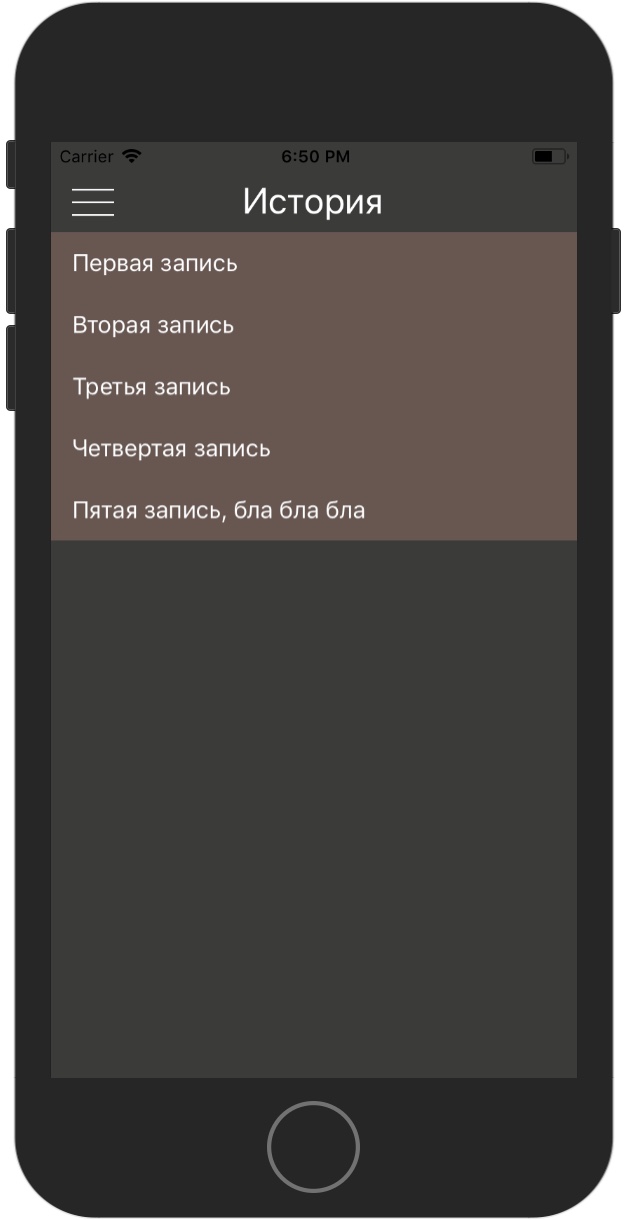 Carrier 6:50 PM
История
Первая запись
Вторая запись
Третья запись
Четвертая запись
Пятая запись, бла бла бла